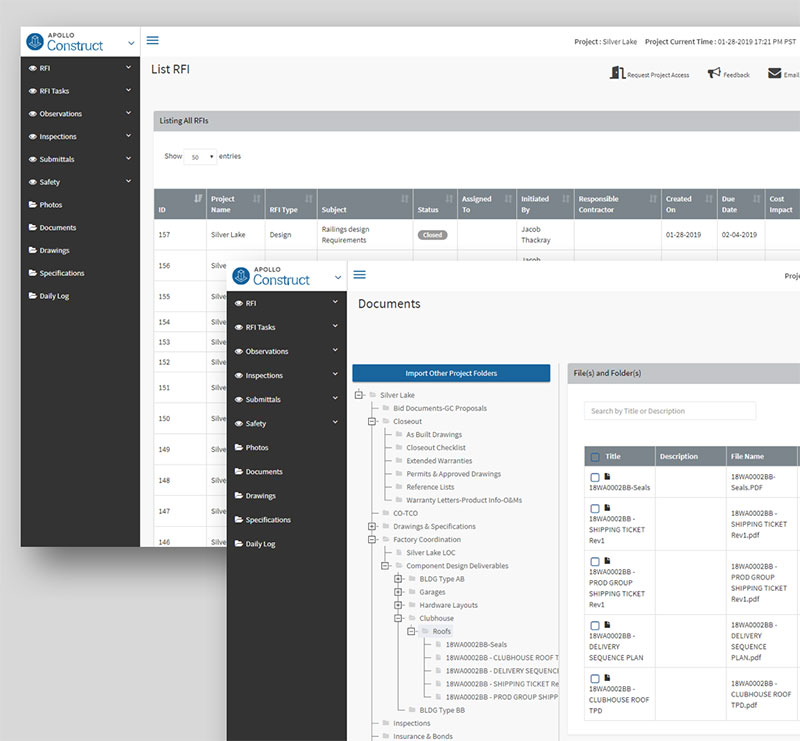 APOLLO
Construct
Project : Silver Lake Project Current Time : 01-28-2019 17:21 PM PST
RFI
RFI Tasks
Observations
Inspections
Submittals
Safety
Photos
Documents
Drawings
Specifications
Daily Log
List RFI
Request Project Access Feedback Email
Listing All RFIs
Show 50 entries
ID Project Name RFI Type Subject Status Assigned To Initiated By Responsible Contractor Created On Due Date Cost Impact
157 Silver Lake Design Railings design Requirements Closed Jacob Thackray 01-28-2019 02-04-2019
156 Silve Jacob
155 Silve
154 Silve
153 Silve
152 Silve
151 Silve
150 Silve
149 Silve
148 Silve
147 Silve
146 Silve
APOLLO
Construct
Proje
RFI
RFI Tasks
Observations
Inspections
Submittals
Safety
Photos
Documents
Drawings
Specifications
Daily Log
Documents
Import Other Project Folders
Silver Lake
Bid Documents-GC Proposals
Closeout
As Built Drawings
Closeout Checklist
Extended Warranties
Permits & Approved Drawings
Reference Lists
Warranty Letters-Product Info-O&Ms
CO-TCO
Drawings & Specifications
Factory Coordination
Silver Lake LOC
Component Design Deliverables
BLDG Type AB
Garages
Hardware Layouts
Clubhouse
Roofs
18WA0002BB-Seals
18WA0002BB - CLUBHOUSE ROOF T
18WA0002BB - DELIVERY SEQUENCE
18WA0002BB - SHIPPING TICKET Re
18WA0002BB - PROD GROUP SHIPP
BLDG Type BB
Inspections
Insurance & Bonds
File(s) and Folder(s)
Search by Title or Description
Title Description File Name
18WA0002BB-Seals
18WA0002BB-
Seals.PDF
18WA0002BB -
SHIPPING TICKET
Rev1
18WA0002BB -
SHIPPING TICKET
Rev1.pdf
18WA0002BB -
PROD GROUP
SHIPPING TICKET
Rev1
18WA0002BB -
PROD GROUP
SHIPPING TICKET
Rev1.pdf
18WA0002BB -
DELIVERY
SEQUENCE PLAN
18WA0002BB -
DELIVERY
SEQUENCE
PLAN.pdf
18WA0002BB -
CLUBHOUSE ROOF
TPD
18WA0002BB -
CLUBHOUSE ROOF
TPD.pdf